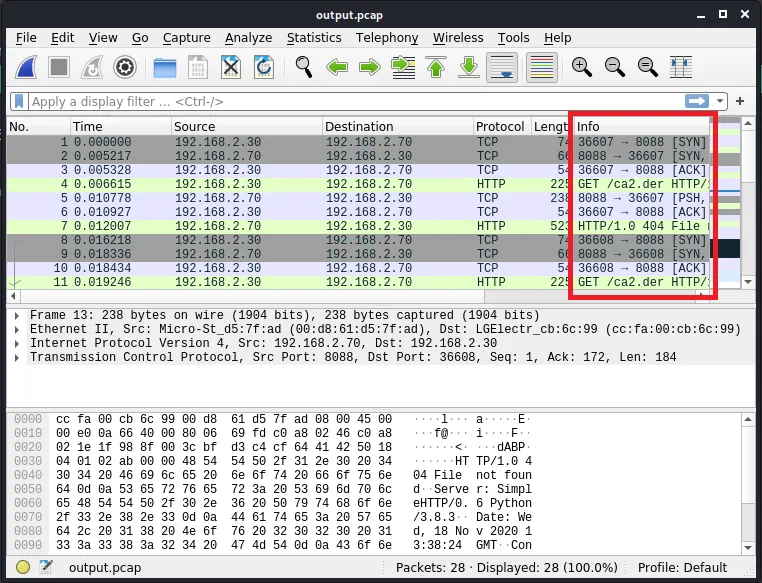 output.pcap
File Edit View Go Capture Analyze Statistics Telephony Wireless Tools Help
Apply a display filter ... <Ctrl-/>
No. Time Source Destination Protocol Lengt Info
1 0.000000 192.168.2.30 192.168.2.70 TCP 74 36607 → 8088 [SYN]
2 0.005217 192.168.2.70 192.168.2.30 TCP 66 8088 → 36607 [SYN,
3 0.005328 192.168.2.30 192.168.2.70 TCP 54 36607 → 8088 [ACK]
4 0.006615 192.168.2.30 192.168.2.70 HTTP 225 GET /ca2.der HTTP/1
5 0.010778 192.168.2.70 192.168.2.30 TCP 238 8088 → 36607 [PSH,
6 0.010927 192.168.2.30 192.168.2.70 TCP 54 36607 → 8088 [ACK]
7 0.012007 192.168.2.70 192.168.2.30 HTTP 523 HTTP/1.0 404 File
8 0.016218 192.168.2.30 192.168.2.70 TCP 74 36608 → 8088 [SYN]
9 0.018336 192.168.2.70 192.168.2.30 TCP 66 8088 → 36608 [SYN,
10 0.018434 192.168.2.30 192.168.2.70 TCP 54 36608 → 8088 [ACK]
11 0.019246 192.168.2.30 192.168.2.70 HTTP 225 GET /ca2.der HTTP/1
Frame 13: 238 bytes on wire (1904 bits), 238 bytes captured (1904 bits)
Ethernet II, Src: Micro-St_d5:7f:ad (00:d8:61:d5:7f:ad), Dst: LGElectr_cb:6c:99 (cc:fa:00:cb:6c:99)
Internet Protocol Version 4, Src: 192.168.2.70, Dst: 192.168.2.30
Transmission Control Protocol, Src Port: 8088, Dst Port: 36608, Seq: 1, Ack: 172, Len: 184
0000 cc fa 00 cb 6c 99 00 d8 61 d5 7f ad 08 00 45 00 ····l··· a·····E·
0010 00 e0 0a 66 40 00 80 06 69 fd c0 a8 02 46 c0 a8 ···f@··· i····F··
0020 02 1e 1f 98 8f 00 3c bf d3 c4 cf 64 41 42 50 18 ······<· ···dABP·
0030 04 01 02 ab 00 00 48 54 54 50 2f 31 2e 30 20 34 ······HT TP/1.0 4
0040 30 34 20 46 69 6c 65 20 6e 6f 74 20 66 6f 75 6e 04 File not foun
0050 64 0d 0a 53 65 72 76 65 72 3a 20 53 69 6d 70 6c d··Serve r: Simpl
0060 65 48 54 54 50 2f 30 2e 36 20 50 79 74 68 6f 6e eHTTP/0. 6 Python
0070 2f 33 2e 38 2e 33 0d 0a 44 61 74 65 3a 20 57 65 /3.8.3·· Date: We
0080 64 2c 20 31 38 20 4e 6f 76 20 32 30 32 30 20 31 d, 18 No v 2020 1
0090 33 3a 33 38 3a 32 34 20 47 4d 54 0d 0a 43 6f 6e 3:38:24 GMT··Con
output.pcap Packets: 28 · Displayed: 28 (100.0%) Profile: Default